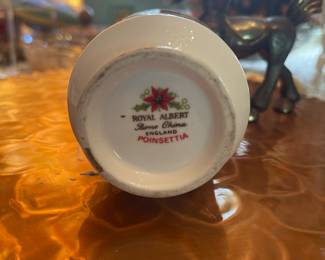 ROYAL ALBERT
Bone China
ENGLAND
POINSETTIA